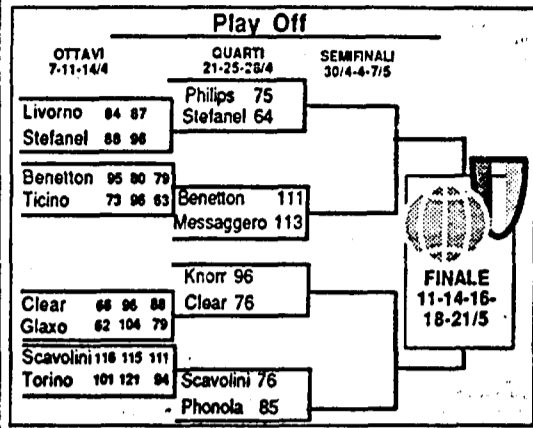 Play Off
OTTAVI
7-11-14/4
QUARTI
21-25-28/4
SEMIFINALI
30/4-4-7/5
Livorno 84 87
Stefanel 88 96
Philips 75
Stefanel 64
Benetton 95 80 79
Ticino 73 96 63
Benetton 111
Messaggero 113
Clear 66 96 88
Glaxo 62 104 79
Knorr 96
Clear 76
Scavolini 116 115 111
Torino 101 121 94
Scavolini 76
Phonola 85
FINALE
11-14-16-
18-21/5